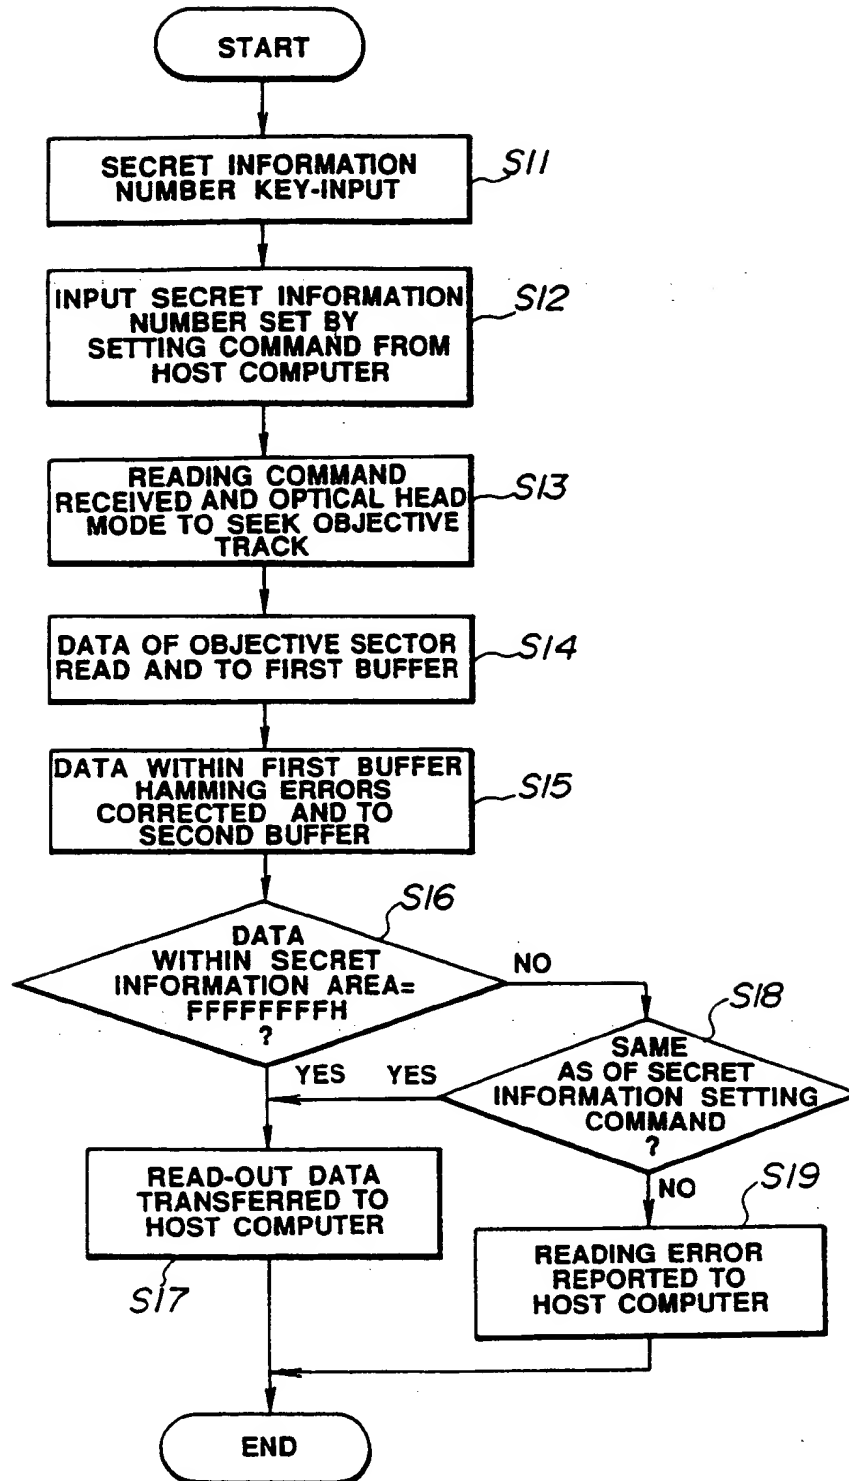 START
SECRET INFORMATION
NUMBER KEY-INPUT
S11
INPUT SECRET INFORMATION
NUMBER SET BY
SETTING COMMAND FROM
HOST COMPUTER
S12
READING COMMAND
RECEIVED AND OPTICAL HEAD
MODE TO SEEK OBJECTIVE
TRACK
S13
DATA OF OBJECTIVE SECTOR
READ AND TO FIRST BUFFER
S14
DATA WITHIN FIRST BUFFER
HAMMING ERRORS
CORRECTED AND TO
SECOND BUFFER
S15
S16
DATA
WITHIN SECRET
INFORMATION AREA=
FFFFFFFFH
?
NO
YES
S18
SAME
AS OF SECRET
INFORMATION SETTING
COMMAND
?
YES
NO
READ-OUT DATA
TRANSFERRED TO
HOST COMPUTER
S17
S19
READING ERROR
REPORTED TO
HOST COMPUTER
END